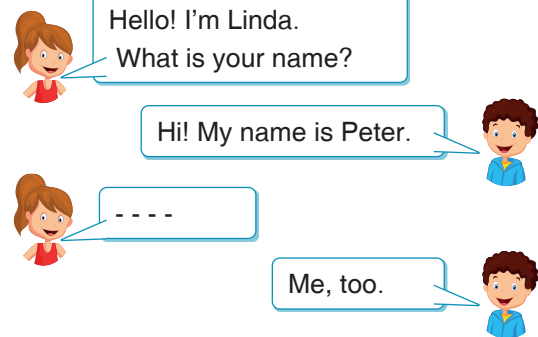 Hello! I’m Linda.
What is your name?
Hi! My name is Peter.
- - - -
Me, too.